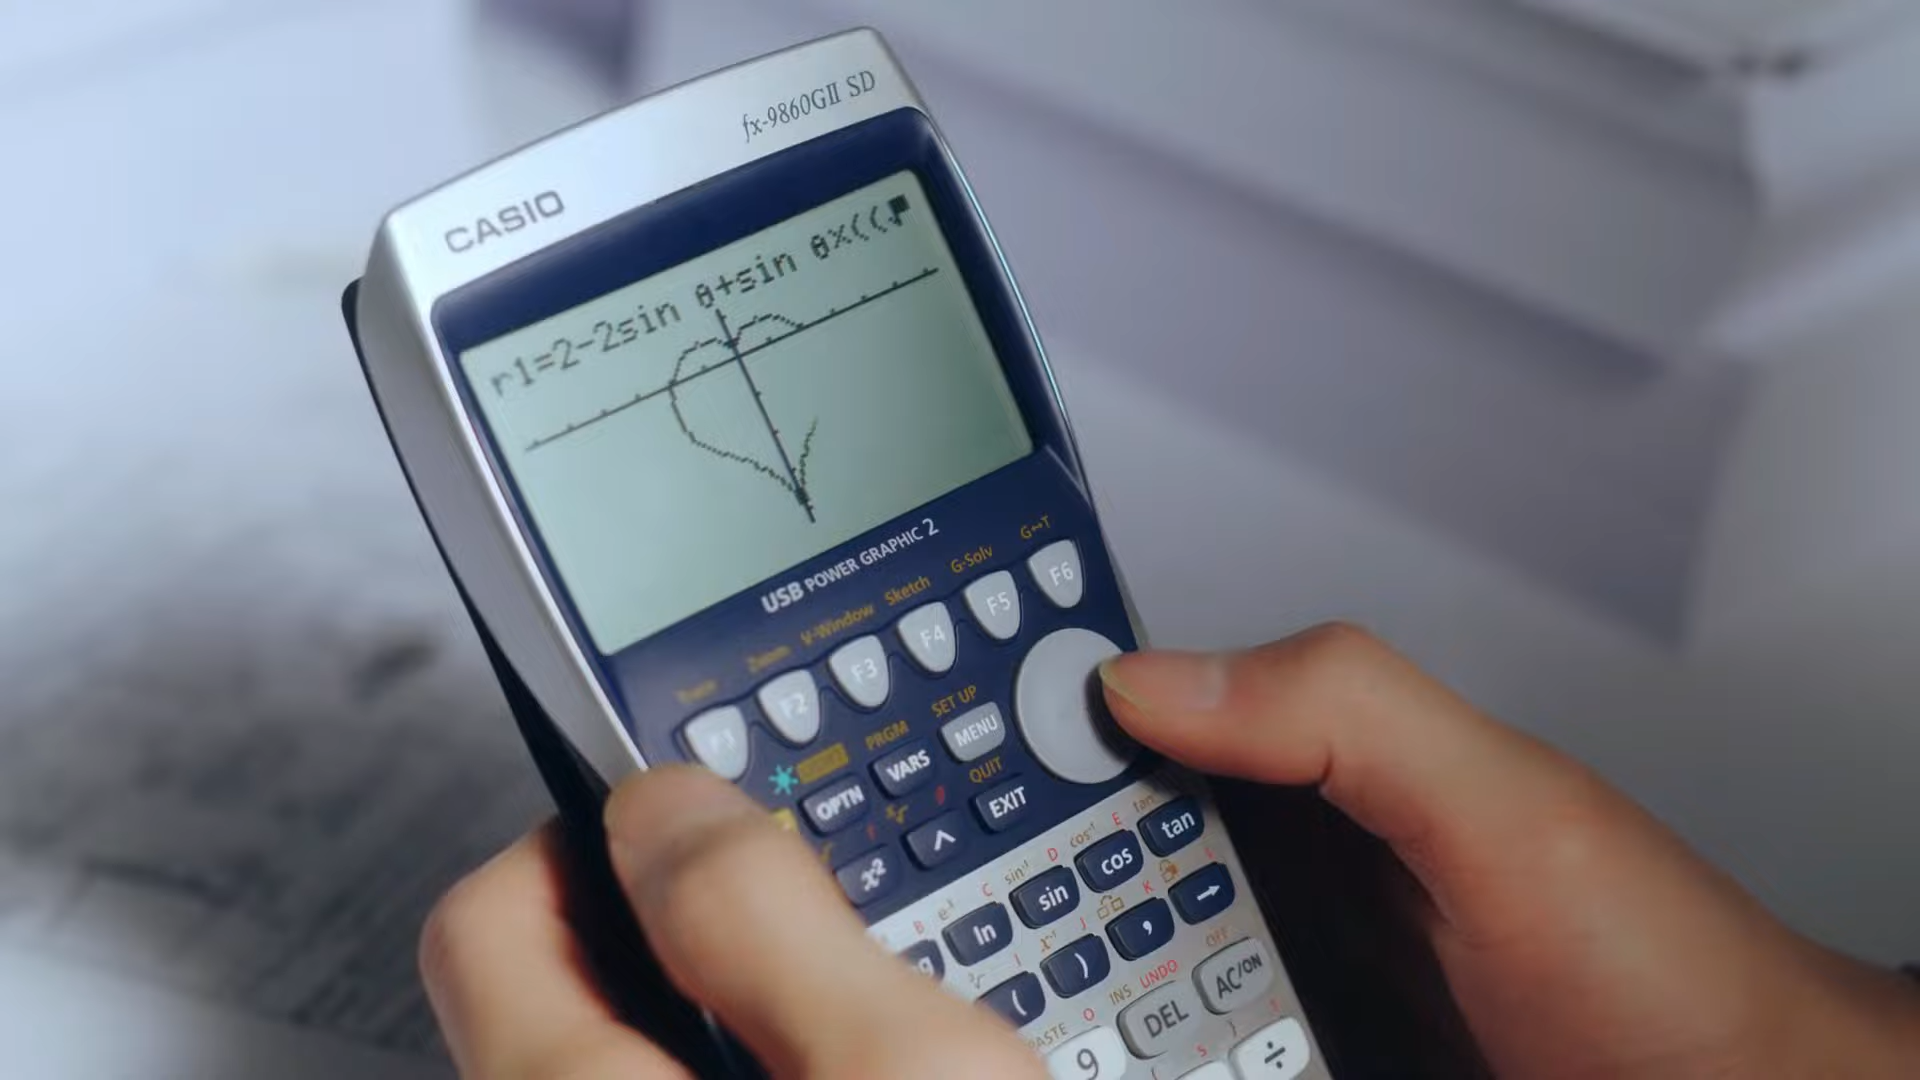 fx-9860GII SD
CASIO
r1=2-2sin θ+sin θ×((√
USB POWER GRAPHIC 2
Trace Zoom V-Window Sketch G-Solv G↔T
F1 F2 F3 F4 F5 F6
PRGM SET UP
OPTN VARS MENU
QUIT
x² ^ EXIT
B C sin⁻¹ D cos⁻¹ E tan
ln sin cos tan
I x⁻¹ J K
( ) , →
PASTE O INS UNDO OFF
9 DEL AC/ON
S }
÷